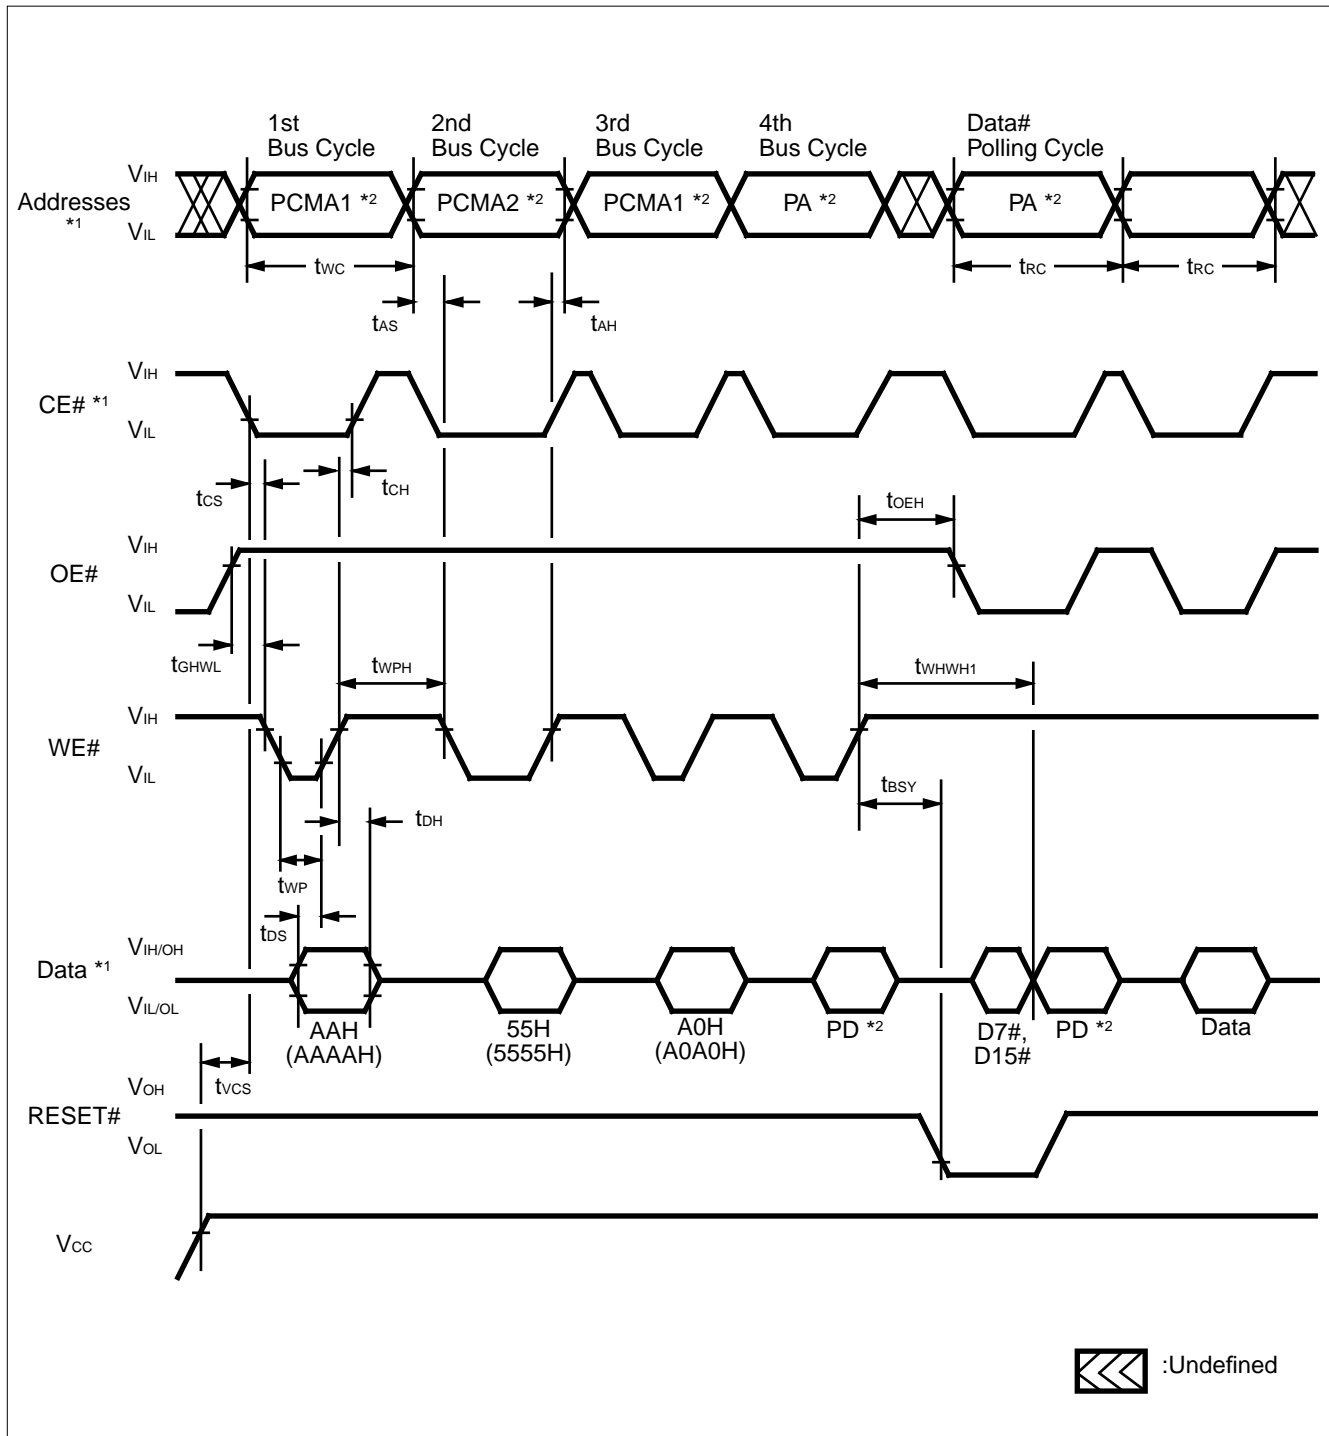 1st Bus Cycle
2nd Bus Cycle
3rd Bus Cycle
4th Bus Cycle
Data# Polling Cycle
Addresses *1
VIH
VIL
PCMA1 *2
PCMA2 *2
PCMA1 *2
PA *2
PA *2
tWC
tRC
tRC
tAS
tAH
CE# *1
VIH
VIL
tCS
tCH
tOEH
OE#
VIH
VIL
tGHWL
tWPH
tWHWH1
WE#
VIH
VIL
tBSY
tDH
tWP
tDS
Data *1
VIH/OH
VIL/OL
AAH
(AAAAH)
55H
(5555H)
A0H
(A0A0H)
PD *2
D7#,
D15#
PD *2
Data
tVCS
RESET#
VOH
VOL
VCC
:Undefined